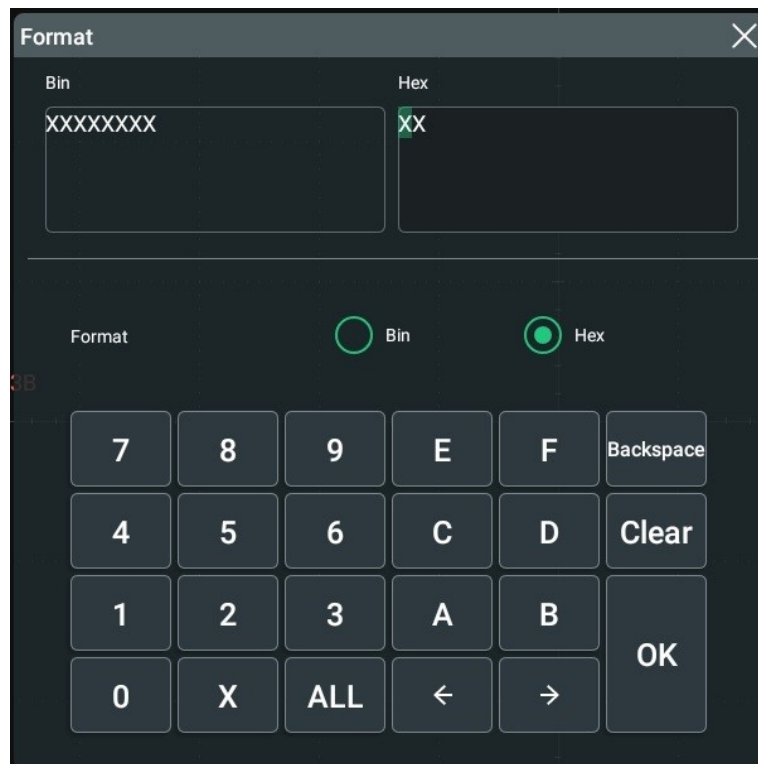 Format
Bin
Hex
XXXXXXXX
XX
Format
Bin
Hex
3B
7 8 9 E F Backspace
4 5 6 C D Clear
1 2 3 A B
OK
0 X ALL ← →